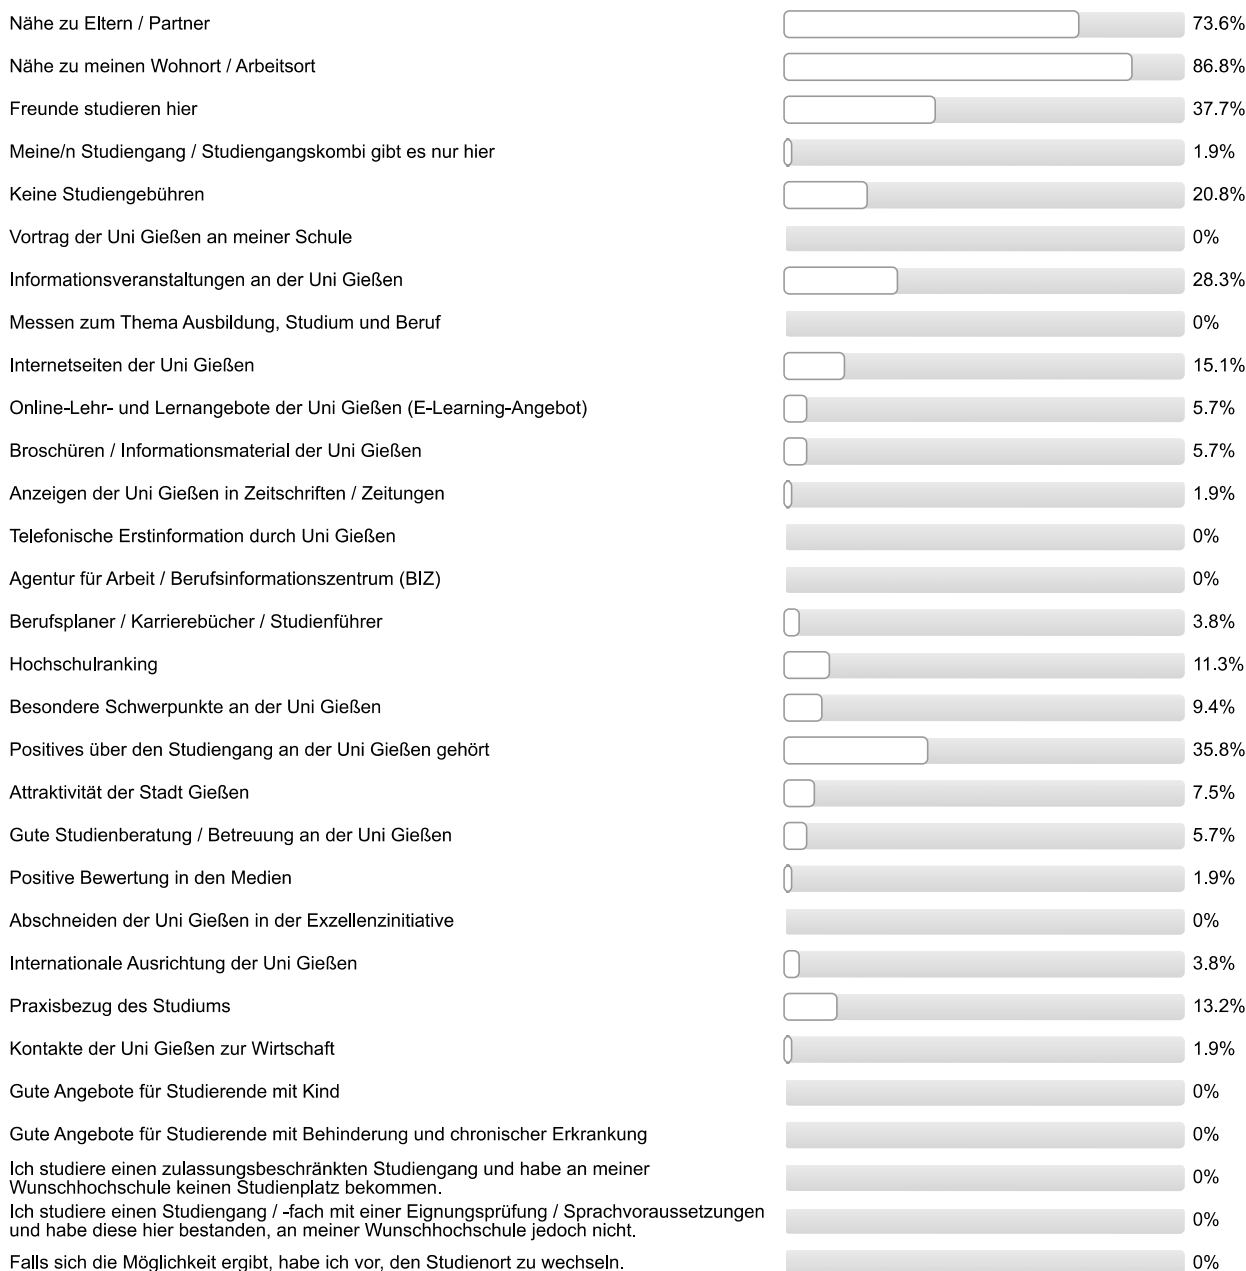 Nähe zu Eltern / Partner 73.6%
Nähe zu meinen Wohnort / Arbeitsort 86.8%
Freunde studieren hier 37.7%
Meine/n Studiengang / Studiengangskombi gibt es nur hier 1.9%
Keine Studiengebühren 20.8%
Vortrag der Uni Gießen an meiner Schule 0%
Informationsveranstaltungen an der Uni Gießen 28.3%
Messen zum Thema Ausbildung, Studium und Beruf 0%
Internetseiten der Uni Gießen 15.1%
Online-Lehr- und Lernangebote der Uni Gießen (E-Learning-Angebot) 5.7%
Broschüren / Informationsmaterial der Uni Gießen 5.7%
Anzeigen der Uni Gießen in Zeitschriften / Zeitungen 1.9%
Telefonische Erstinformation durch Uni Gießen 0%
Agentur für Arbeit / Berufsinformationszentrum (BIZ) 0%
Berufsplaner / Karrierebücher / Studienführer 3.8%
Hochschulranking 11.3%
Besondere Schwerpunkte an der Uni Gießen 9.4%
Positives über den Studiengang an der Uni Gießen gehört 35.8%
Attraktivität der Stadt Gießen 7.5%
Gute Studienberatung / Betreuung an der Uni Gießen 5.7%
Positive Bewertung in den Medien 1.9%
Abschneiden der Uni Gießen in der Exzellenzinitiative 0%
Internationale Ausrichtung der Uni Gießen 3.8%
Praxisbezug des Studiums 13.2%
Kontakte der Uni Gießen zur Wirtschaft 1.9%
Gute Angebote für Studierende mit Kind 0%
Gute Angebote für Studierende mit Behinderung und chronischer Erkrankung 0%
Ich studiere einen zulassungsbeschränkten Studiengang und habe an meiner
Wunschhochschule keinen Studienplatz bekommen. 0%
Ich studiere einen Studiengang / -fach mit einer Eignungsprüfung / Sprachvoraussetzungen
und habe diese hier bestanden, an meiner Wunschhochschule jedoch nicht. 0%
Falls sich die Möglichkeit ergibt, habe ich vor, den Studienort zu wechseln. 0%